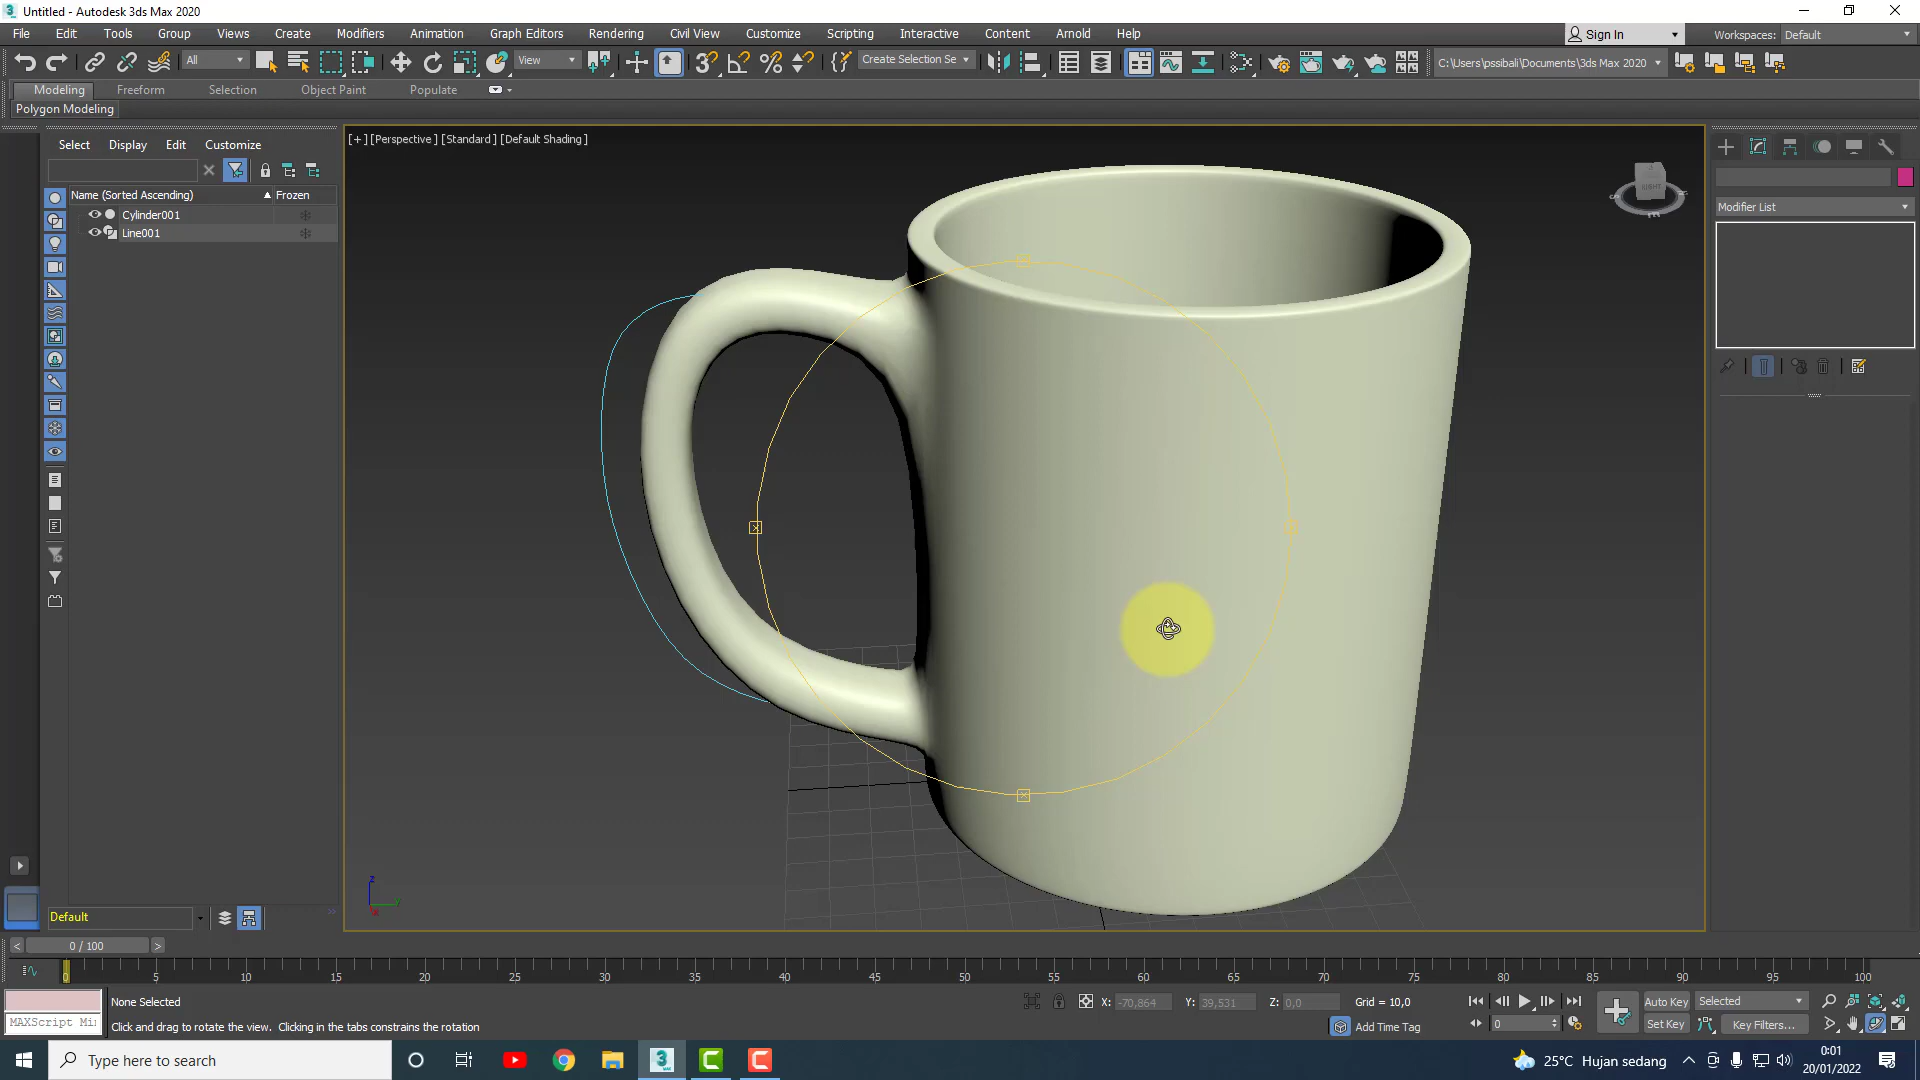 Untitled - Autodesk 3ds Max 2020
File Edit Tools Group Views Create Modifiers Animation Graph Editors Rendering Civil View Customize Scripting Interactive Content Arnold Help
Sign In
Workspaces: Default
All
View
Create Selection Se
C:\Users\pssibali\Documents\3ds Max 2020
Modeling Freeform Selection Object Paint Populate
Polygon Modeling
Select Display Edit Customize
[+] [Perspective] [Standard] [Default Shading]
RIGHT
Name (Sorted Ascending) Frozen
Cylinder001
Line001
Modifier List
z
Default
0 / 100
0 5 10 15 20 25 30 35 40 45 50 55 60 65 70 75 80 85 90 95 100
None Selected
X: -70,864 Y: 39,531 Z: 0,0 Grid = 10,0
Auto Key Selected
MAXScript Mi
Click and drag to rotate the view. Clicking in the tabs constrains the rotation
Add Time Tag
0
Set Key Key Filters...
Type here to search
25°C Hujan sedang
0:01
20/01/2022